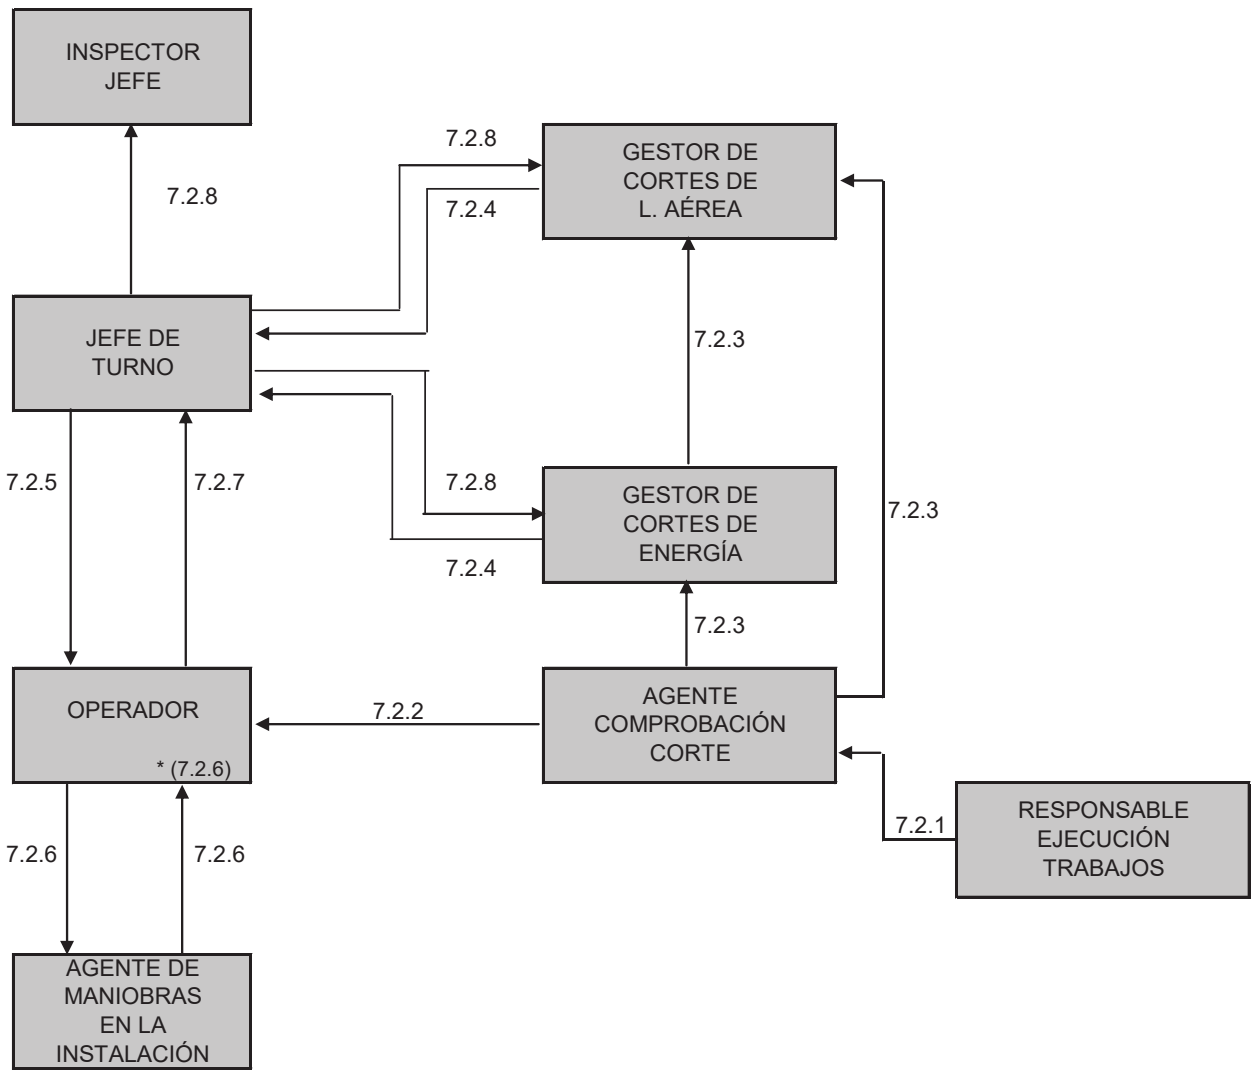 INSPECTOR
JEFE
7.2.8
7.2.8
7.2.4
GESTOR DE
CORTES DE
L. AÉREA
JEFE DE
TURNO
7.2.3
7.2.5
7.2.7
7.2.8
7.2.4
GESTOR DE
CORTES DE
ENERGÍA
7.2.3
7.2.3
OPERADOR
* (7.2.6)
7.2.2
AGENTE
COMPROBACIÓN
CORTE
7.2.1
RESPONSABLE
EJECUCIÓN
TRABAJOS
7.2.6
7.2.6
AGENTE DE
MANIOBRAS
EN LA
INSTALACIÓN